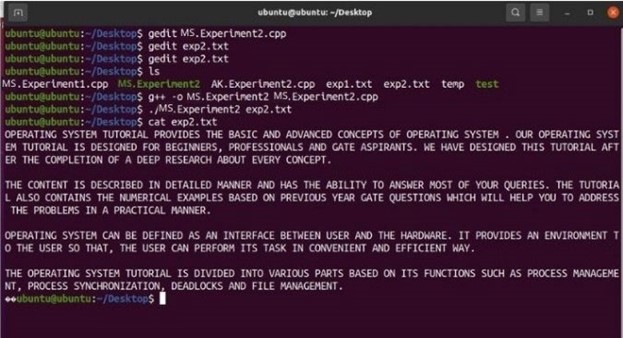 ubuntu@ubuntu: ~/Desktop
ubuntu@ubuntu:~/Desktop$ gedit MS.Experiment2.cpp
ubuntu@ubuntu:~/Desktop$ gedit exp2.txt
ubuntu@ubuntu:~/Desktop$ gedit exp2.txt
ubuntu@ubuntu:~/Desktop$ ls
MS.Experiment1.cpp MS.Experiment2 AK.Experiment2.cpp exp1.txt exp2.txt temp test
ubuntu@ubuntu:~/Desktop$ g++ -o MS.Experiment2 MS.Experiment2.cpp
ubuntu@ubuntu:~/Desktop$ ./MS.Experiment2 exp2.txt
ubuntu@ubuntu:~/Desktop$ cat exp2.txt
OPERATING SYSTEM TUTORIAL PROVIDES THE BASIC AND ADVANCED CONCEPTS OF OPERATING SYSTEM . OUR OPERATING SYST
EM TUTORIAL IS DESIGNED FOR BEGINNERS, PROFESSIONALS AND GATE ASPIRANTS. WE HAVE DESIGNED THIS TUTORIAL AFT
ER THE COMPLETION OF A DEEP RESEARCH ABOUT EVERY CONCEPT.
THE CONTENT IS DESCRIBED IN DETAILED MANNER AND HAS THE ABILITY TO ANSWER MOST OF YOUR QUERIES. THE TUTORIA
L ALSO CONTAINS THE NUMERICAL EXAMPLES BASED ON PREVIOUS YEAR GATE QUESTIONS WHICH WILL HELP YOU TO ADDRESS
THE PROBLEMS IN A PRACTICAL MANNER.
OPERATING SYSTEM CAN BE DEFINED AS AN INTERFACE BETWEEN USER AND THE HARDWARE. IT PROVIDES AN ENVIRONMENT T
O THE USER SO THAT, THE USER CAN PERFORM ITS TASK IN CONVENIENT AND EFFICIENT WAY.
THE OPERATING SYSTEM TUTORIAL IS DIVIDED INTO VARIOUS PARTS BASED ON ITS FUNCTIONS SUCH AS PROCESS MANAGEME
NT, PROCESS SYNCHRONIZATION, DEADLOCKS AND FILE MANAGEMENT.
��ubuntu@ubuntu:~/Desktop$